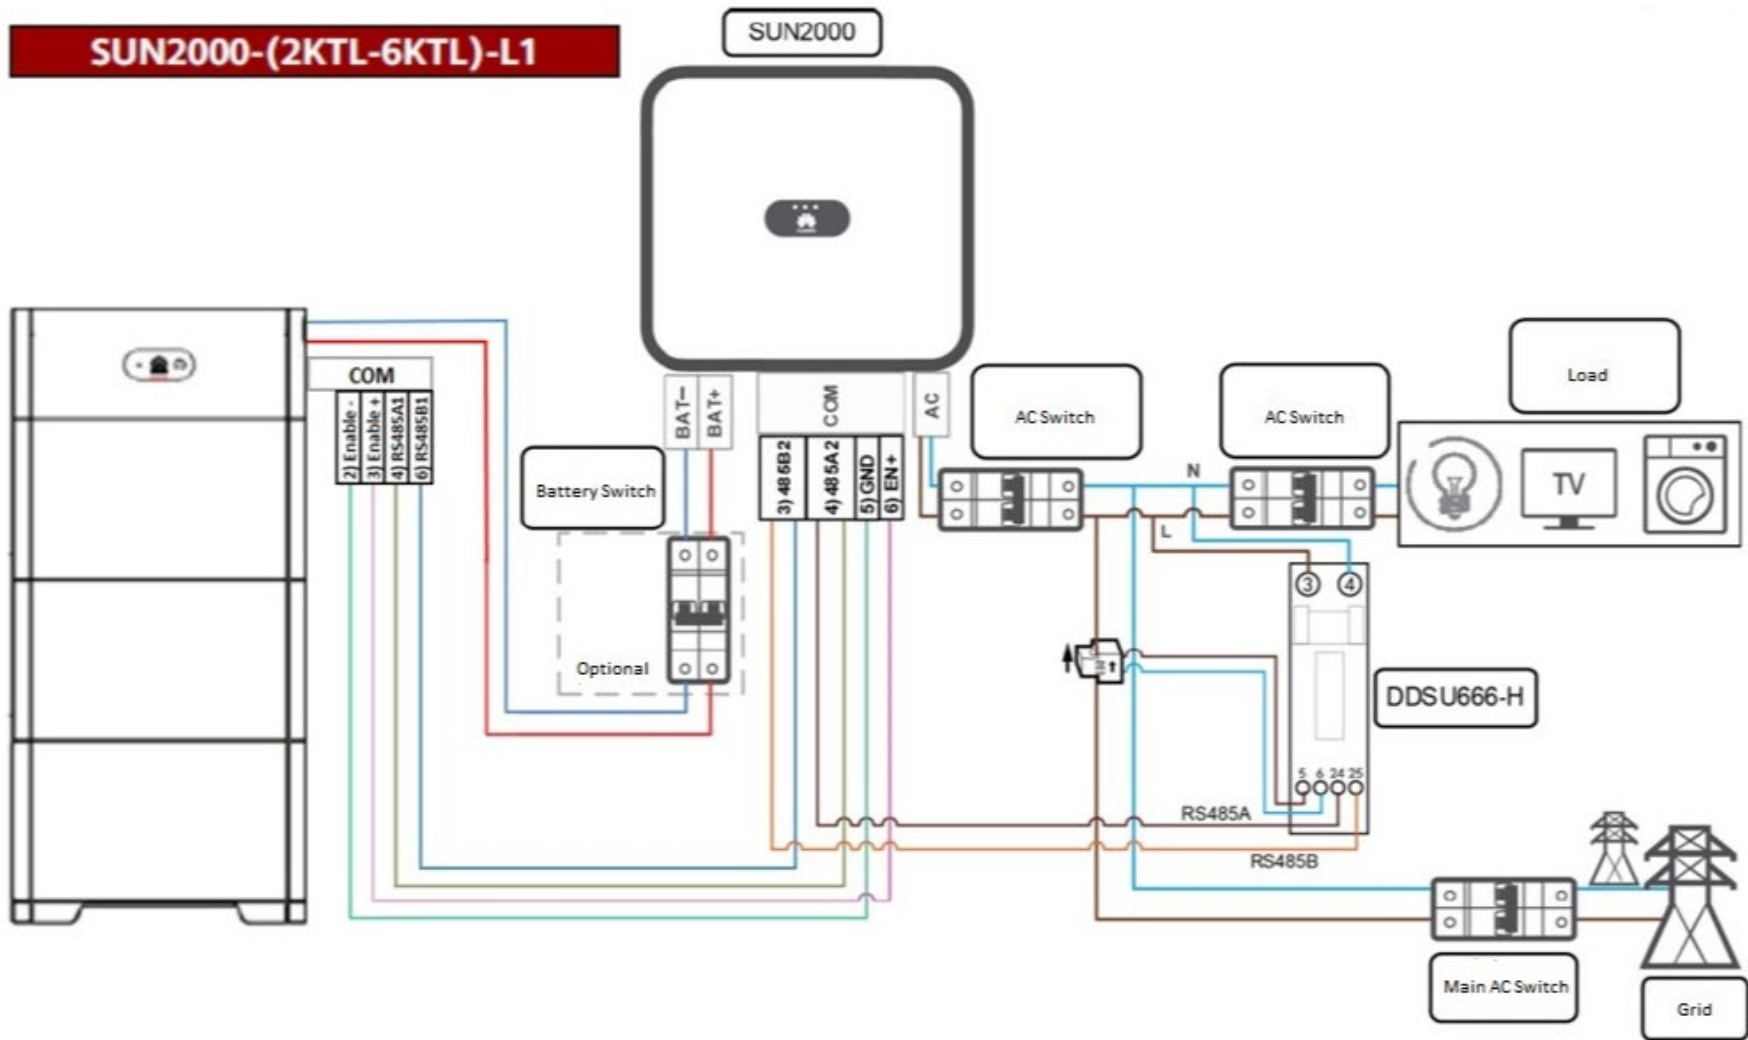 SUN2000-(2KTL-6KTL)-L1
SUN2000
COM
2) Enable -
3) Enable +
4) RS485A1
6) RS485B1
BAT−
BAT+
COM
3) 485B2
4) 485A2
5) GND
6) EN+
AC
AC Switch
AC Switch
Load
Battery Switch
Optional
N
L
TV
3
4
DDSU666-H
5 6 24 25
RS485A
RS485B
Main AC Switch
Grid